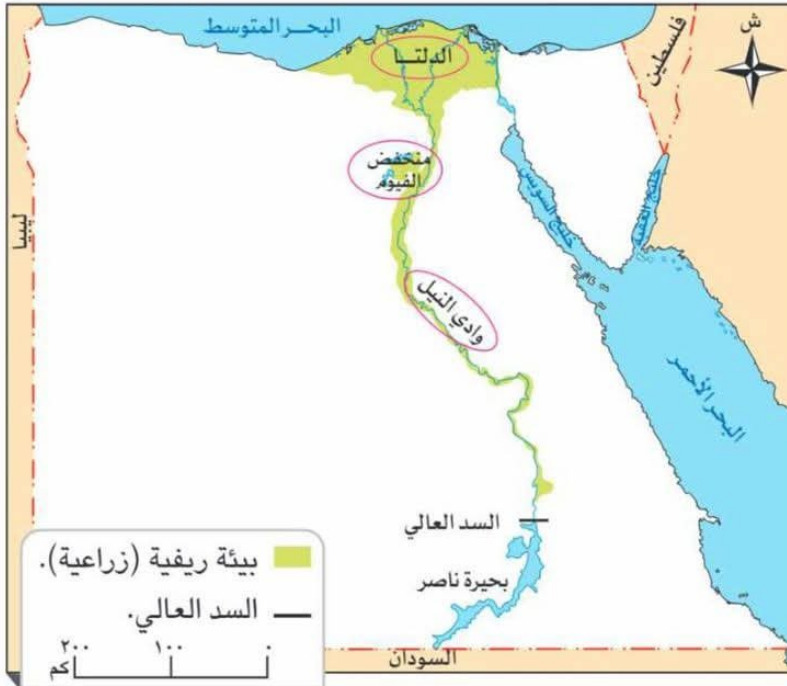 البحر المتوسط
ش
فلسطين
الدلتــا
منخفض
الفيوم
خليج السويس
خليج العقبة
ليبيا
وادي النيل
البحر الأحمر
السد العالي
بحيرة ناصر
بيئة ريفية (زراعية).
السد العالي.
٢٠٠ ١٠٠ ٠
كم
السودان